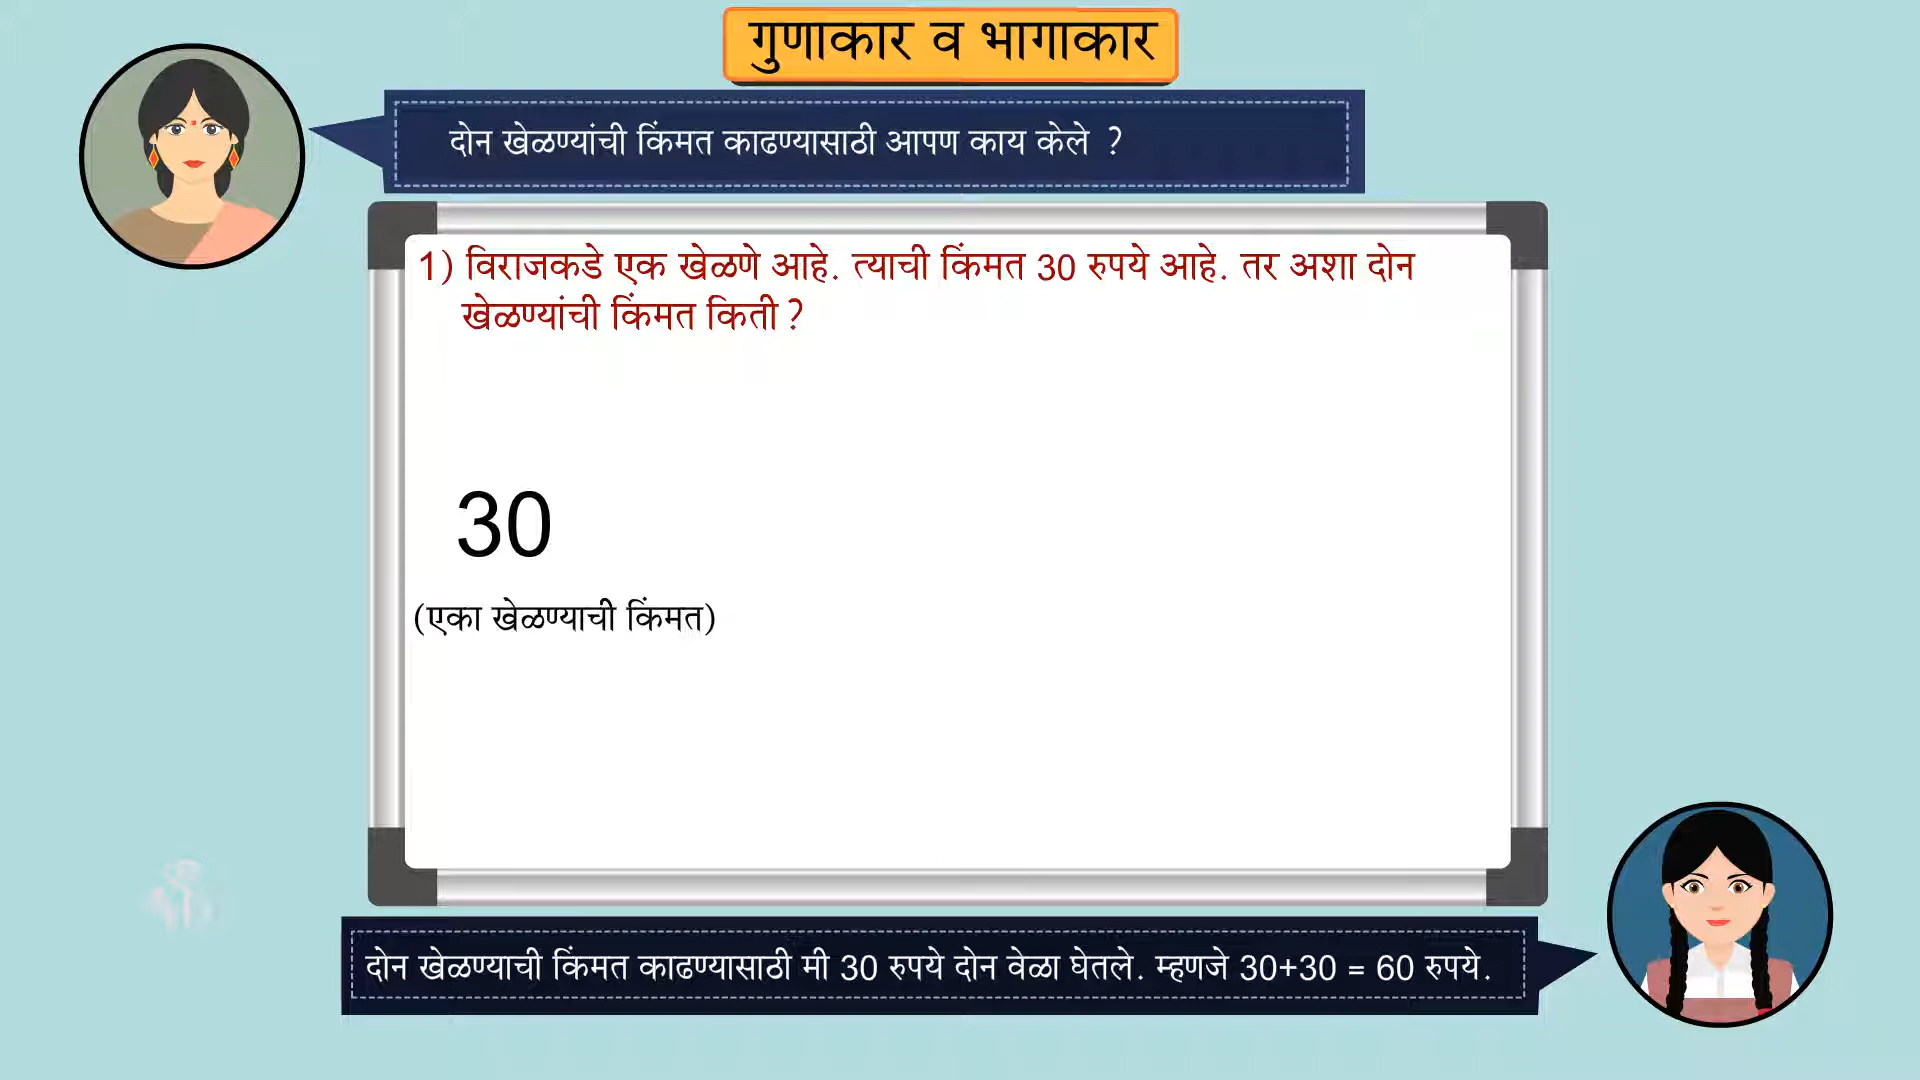 गुणाकार व भागाकार
दोन खेळण्यांची किंमत काढण्यासाठी आपण काय केले ?
1) विराजकडे एक खेळणे आहे. त्याची किंमत 30 रुपये आहे. तर अशा दोन
खेळण्यांची किंमत किती ?
30
(एका खेळण्याची किंमत)
दोन खेळण्याची किंमत काढण्यासाठी मी 30 रुपये दोन वेळा घेतले. म्हणजे 30+30 = 60 रुपये.